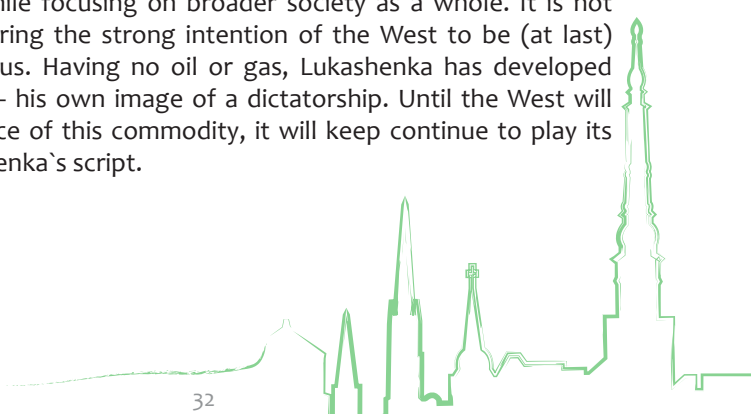 while focusing on broader society as a whole. It is not
ring the strong intention of the West to be (at last)
us. Having no oil or gas, Lukashenka has developed
- his own image of a dictatorship. Until the West will
ce of this commodity, it will keep continue to play its
enka`s script.
32